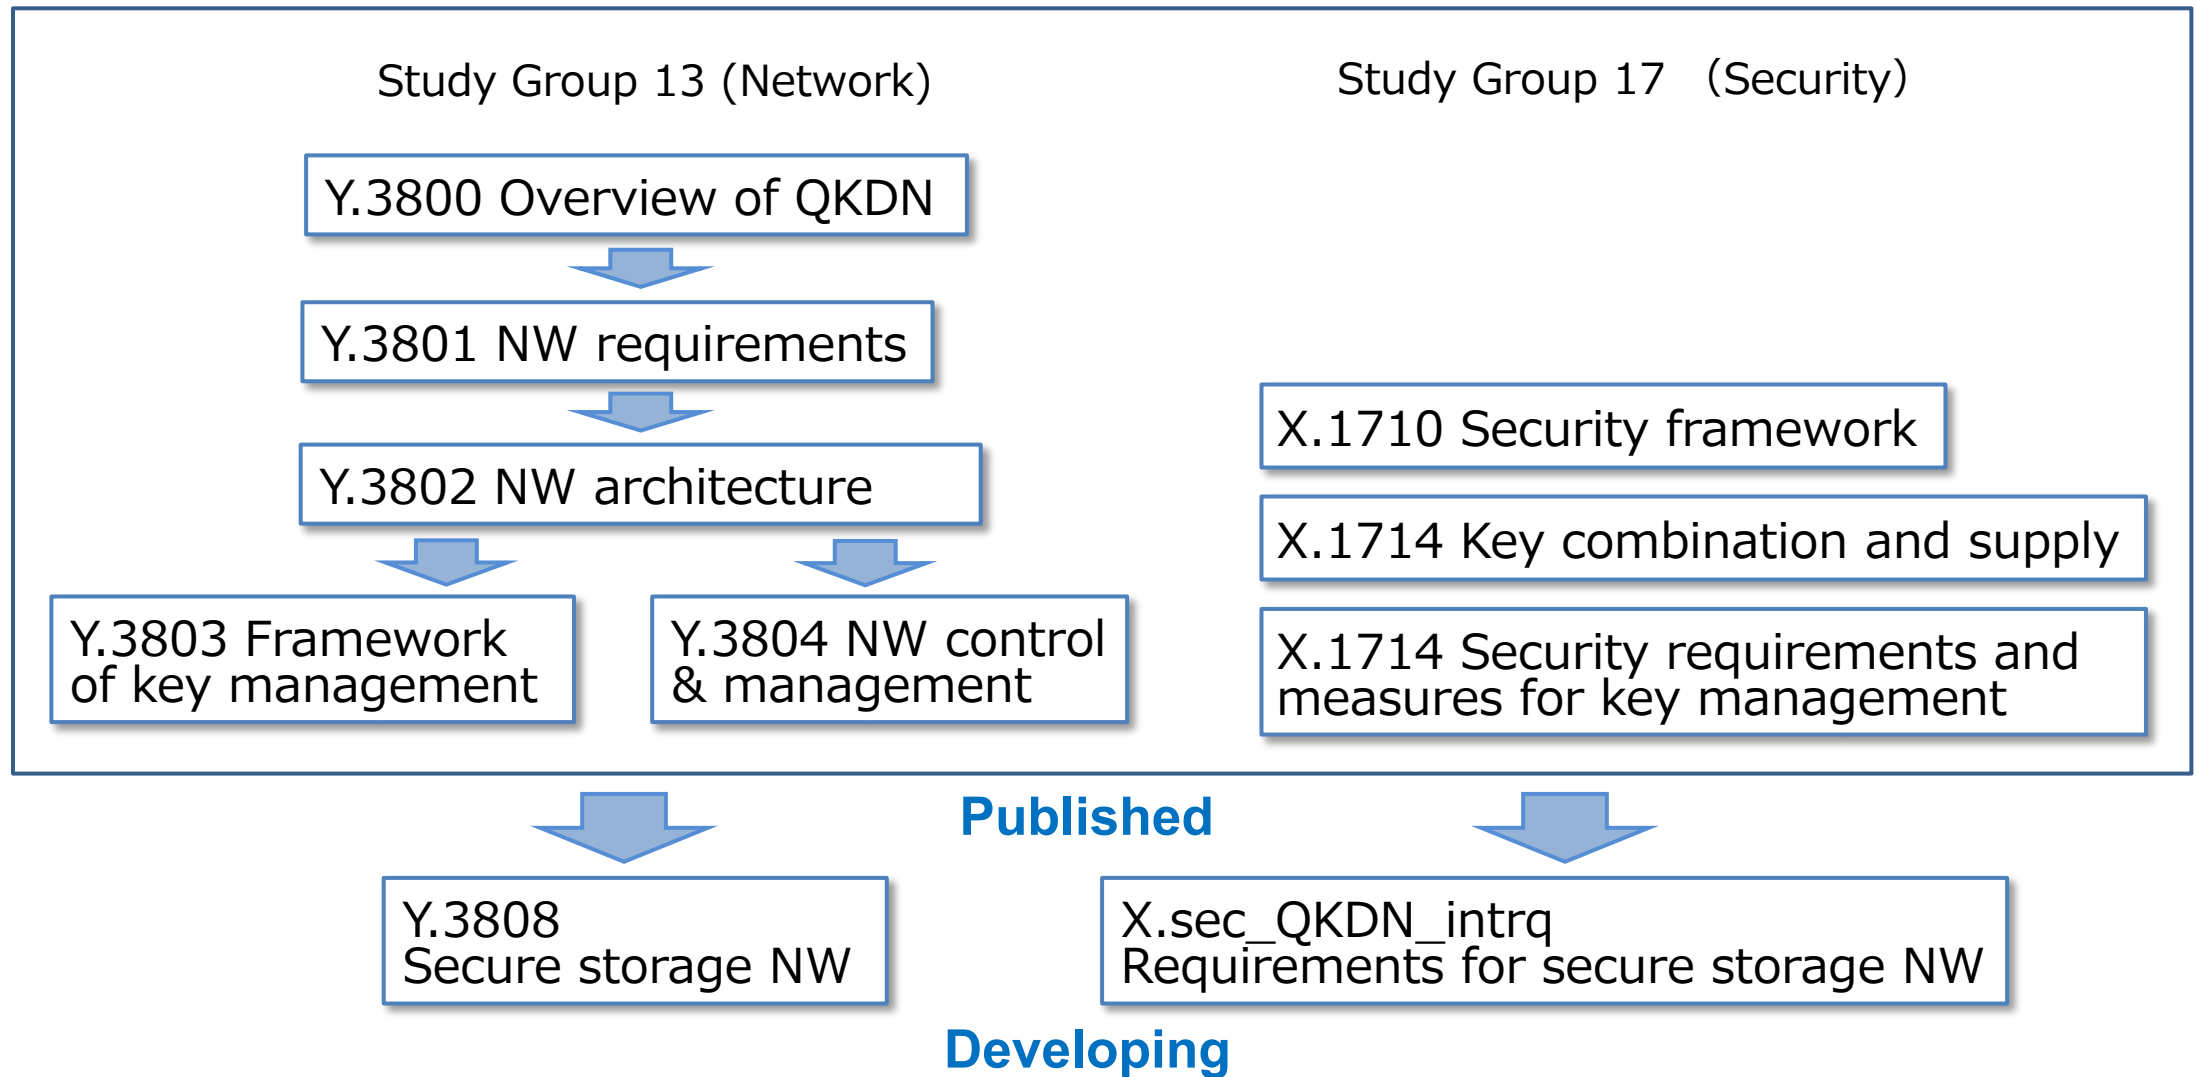 Study Group 13 (Network)
Y.3800 Overview of QKDN
Y.3801 NW requirements
Y.3802 NW architecture
Y.3803 Framework
of key management
Y.3804 NW control
& management
Study Group 17 （Security）
X.1710 Security framework
X.1714 Key combination and supply
X.1714 Security requirements and
measures for key management
Published
Y.3808
Secure storage NW
X.sec_QKDN_intrq
Requirements for secure storage NW
Developing